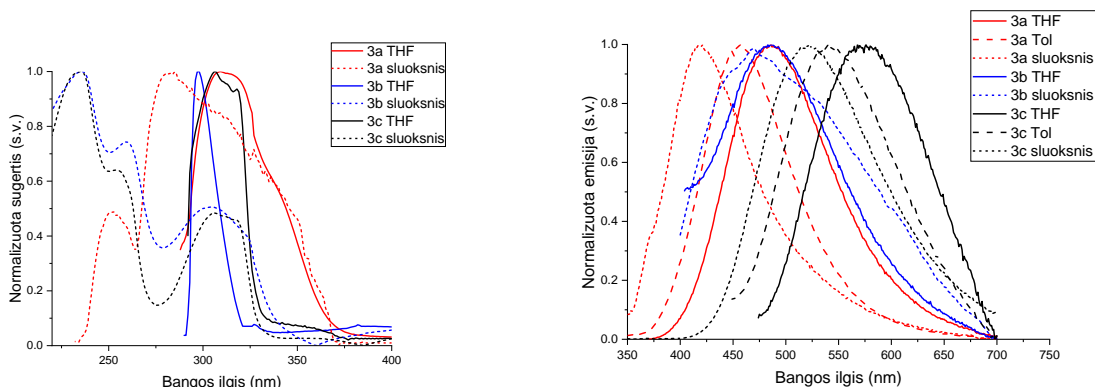 3a THF
3a sluoksnis
3b THF
3b sluoksnis
3c THF
3c sluoksnis
1.0
0.8
0.6
0.4
0.2
0.0
Normalizuota sugertis (s.v.)
250 300 350 400
Bangos ilgis (nm)
3a THF
3a Tol
3a sluoksnis
3b THF
3b sluoksnis
3c THF
3c Tol
3c sluoksnis
1.0
0.8
0.6
0.4
0.2
0.0
Normalizuota emisija (s.v.)
350 400 450 500 550 600 650 700 750
Bangos ilgis (nm)